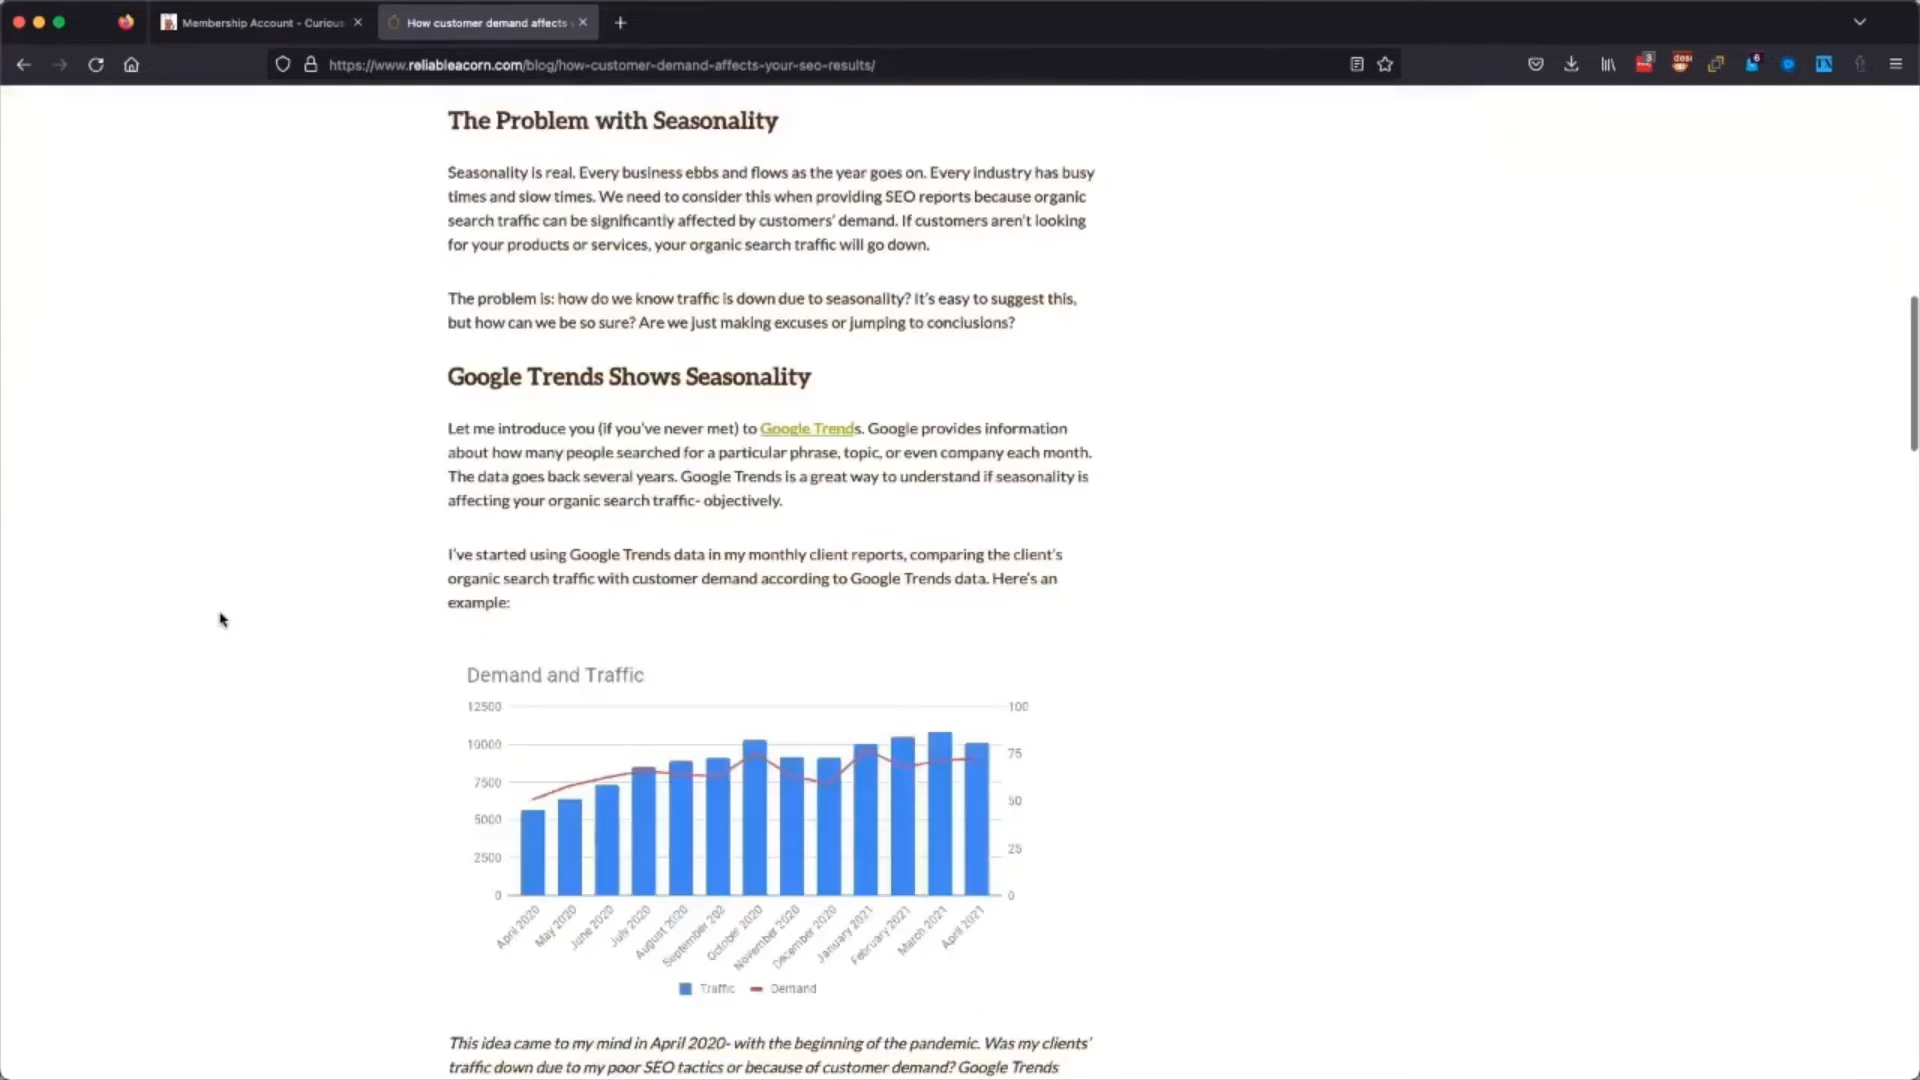 Membership Account - Curious
How customer demand affects
https://www.reliableacorn.com/blog/how-customer-demand-affects-your-seo-results/
3
6
The Problem with Seasonality
Seasonality is real. Every business ebbs and flows as the year goes on. Every industry has busy
times and slow times. We need to consider this when providing SEO reports because organic
search traffic can be significantly affected by customers' demand. If customers aren't looking
for your products or services, your organic search traffic will go down.
The problem is: how do we know traffic is down due to seasonality? It's easy to suggest this,
but how can we be so sure? Are we just making excuses or jumping to conclusions?
Google Trends Shows Seasonality
Let me introduce you (if you've never met) to Google Trends. Google provides information
about how many people searched for a particular phrase, topic, or even company each month.
The data goes back several years. Google Trends is a great way to understand if seasonality is
affecting your organic search traffic- objectively.
I've started using Google Trends data in my monthly client reports, comparing the client's
organic search traffic with customer demand according to Google Trends data. Here's an
example:
Demand and Traffic
12500
10000
7500
5000
2500
0
100
75
50
25
0
April 2020
May 2020
June 2020
July 2020
August 2020
September 202
October 2020
November 2020
December 2020
January 2021
February 2021
March 2021
April 2021
Traffic
Demand
This idea came to my mind in April 2020- with the beginning of the pandemic. Was my clients'
traffic down due to my poor SEO tactics or because of customer demand? Google Trends